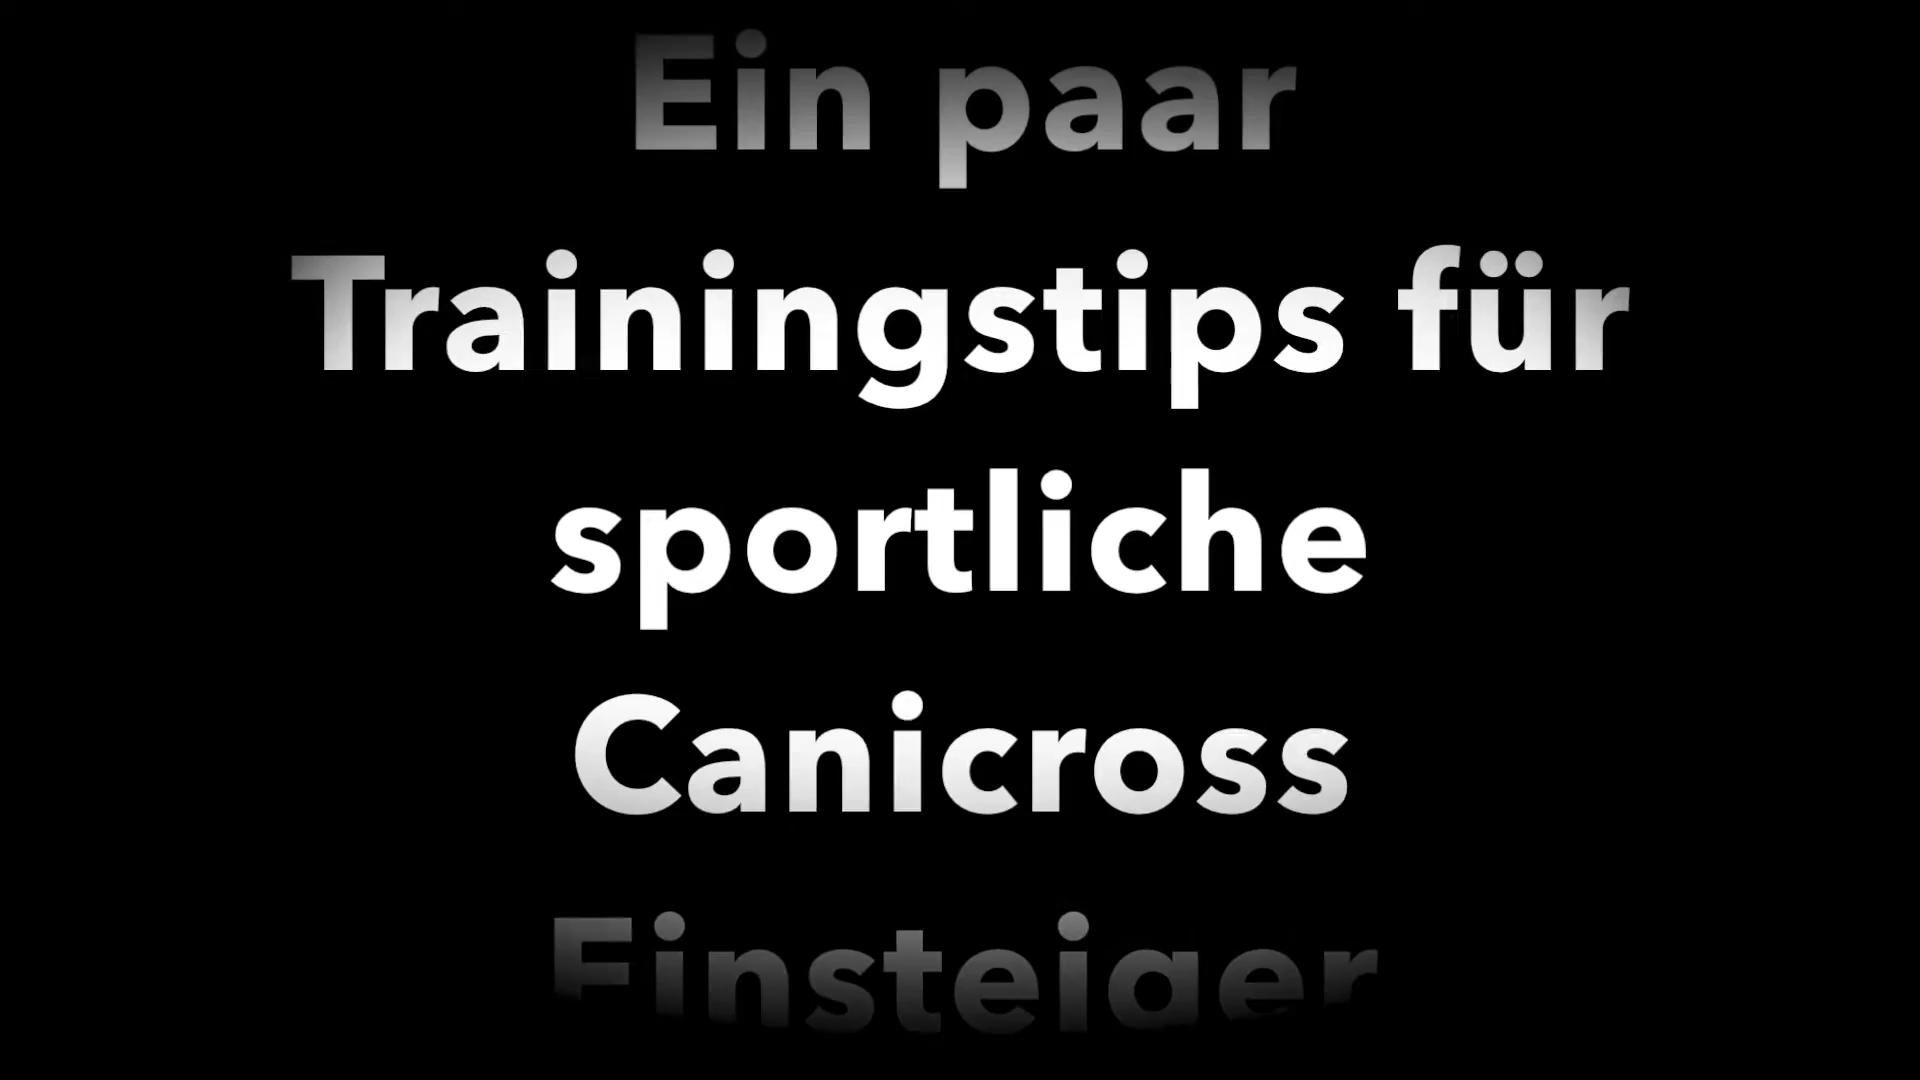 Ein paar
Trainingstips für
sportliche
Canicross
Einsteiger